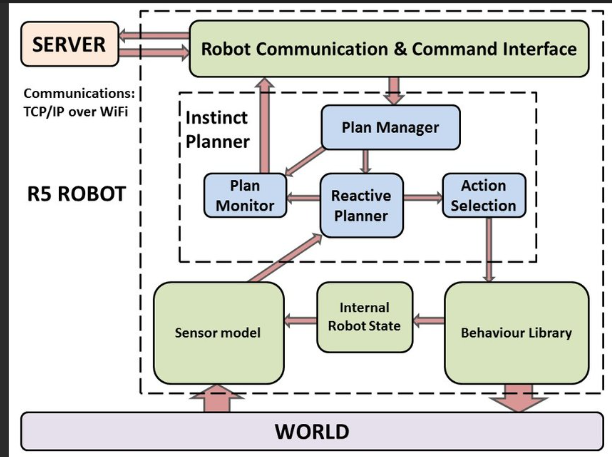 SERVER
Robot Communication & Command Interface
Communications:
TCP/IP over WiFi
Instinct
Planner
Plan Manager
R5 ROBOT
Plan
Monitor
Reactive
Planner
Action
Selection
Sensor model
Internal
Robot State
Behaviour Library
WORLD